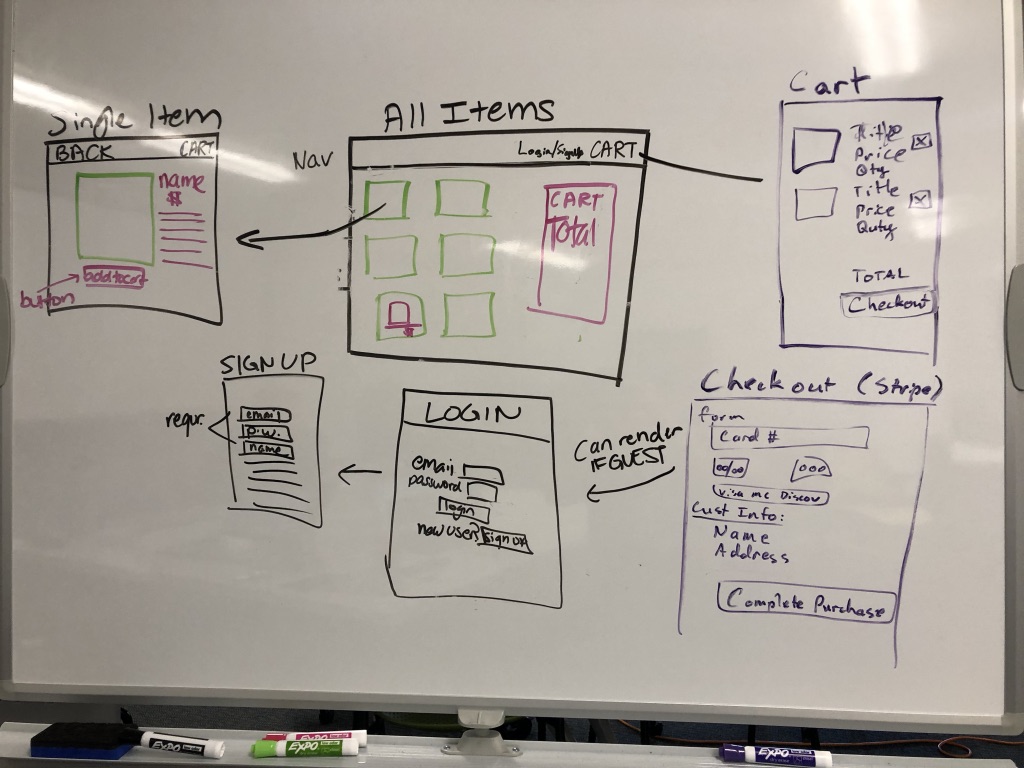 Single Item
BACK
CART
name
$
add to cart
button
All Items
Nav
Login/SignUp CART
CART
Total
Cart
Title
Price
Qty
X
Title
Price
X
TOTAL
Checkout
SIGN UP
requr.
email
p.w.
name
LOGIN
email
password
login
new user? sign up
Can render
IF GUEST
Checkout (Stripe)
form
Card #
00/00
000
Visa mc Discov
Cust Info:
Name
Address
Complete Purchase
EXPO
EXPO
EXPO
EXPO